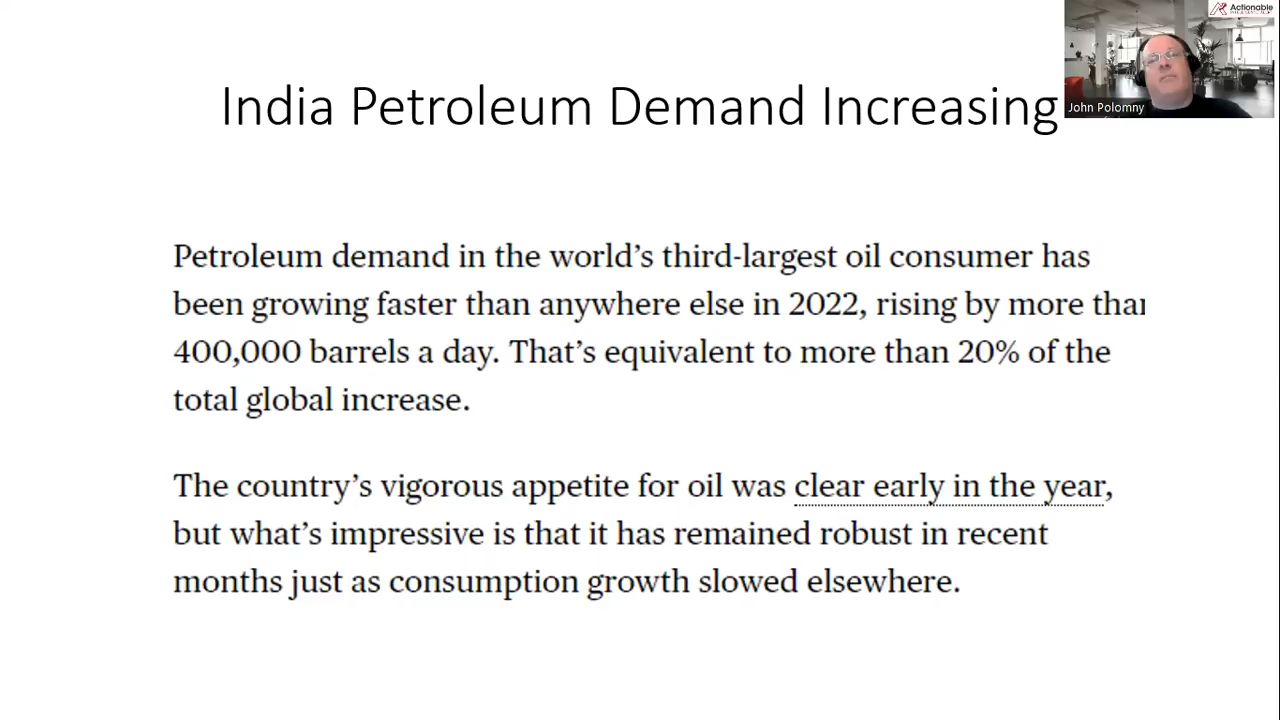 India Petroleum Demand Increasing
Actionable
John Polomny
Petroleum demand in the world's third-largest oil consumer has
been growing faster than anywhere else in 2022, rising by more than
400,000 barrels a day. That's equivalent to more than 20% of the
total global increase.
The country's vigorous appetite for oil was clear early in the year,
but what's impressive is that it has remained robust in recent
months just as consumption growth slowed elsewhere.